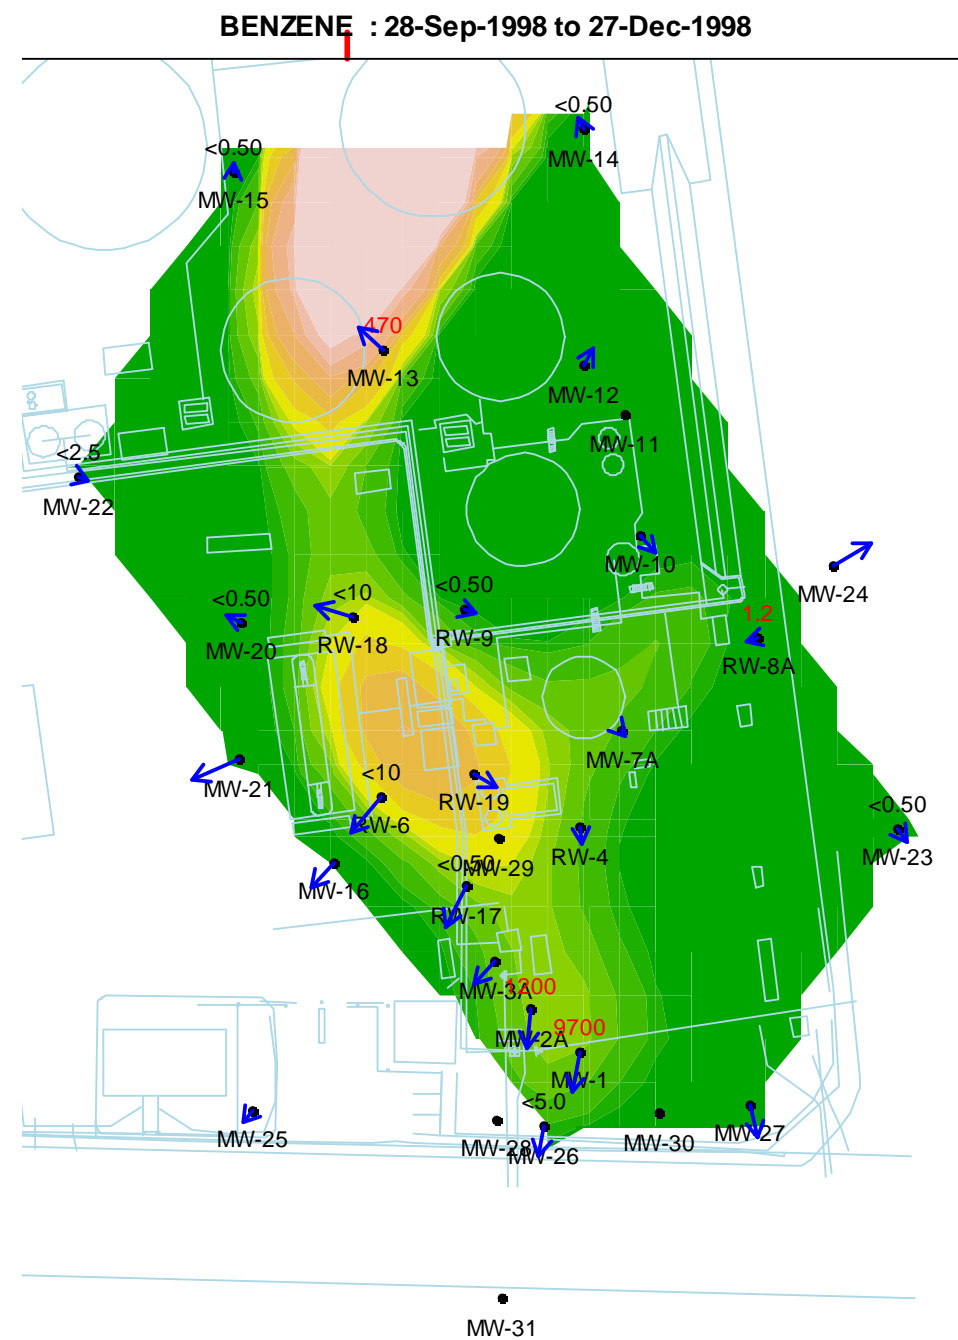 BENZENE : 28-Sep-1998 to 27-Dec-1998
<0.50
MW-14
<0.50
MW-15
470
MW-13
MW-12
MW-11
<2.5
MW-22
MW-10
MW-24
<0.50
MW-20
<10
RW-18
<0.50
RW-9
1.2
RW-8A
MW-7A
MW-21
<10
RW-6
RW-19
RW-4
<0.50
MW-23
MW-29
MW-16
<0.50
RW-17
MW-3A
1200
MW-2A
9700
MW-1
<5.0
MW-26
MW-25
MW-28
MW-30
MW-27
MW-31